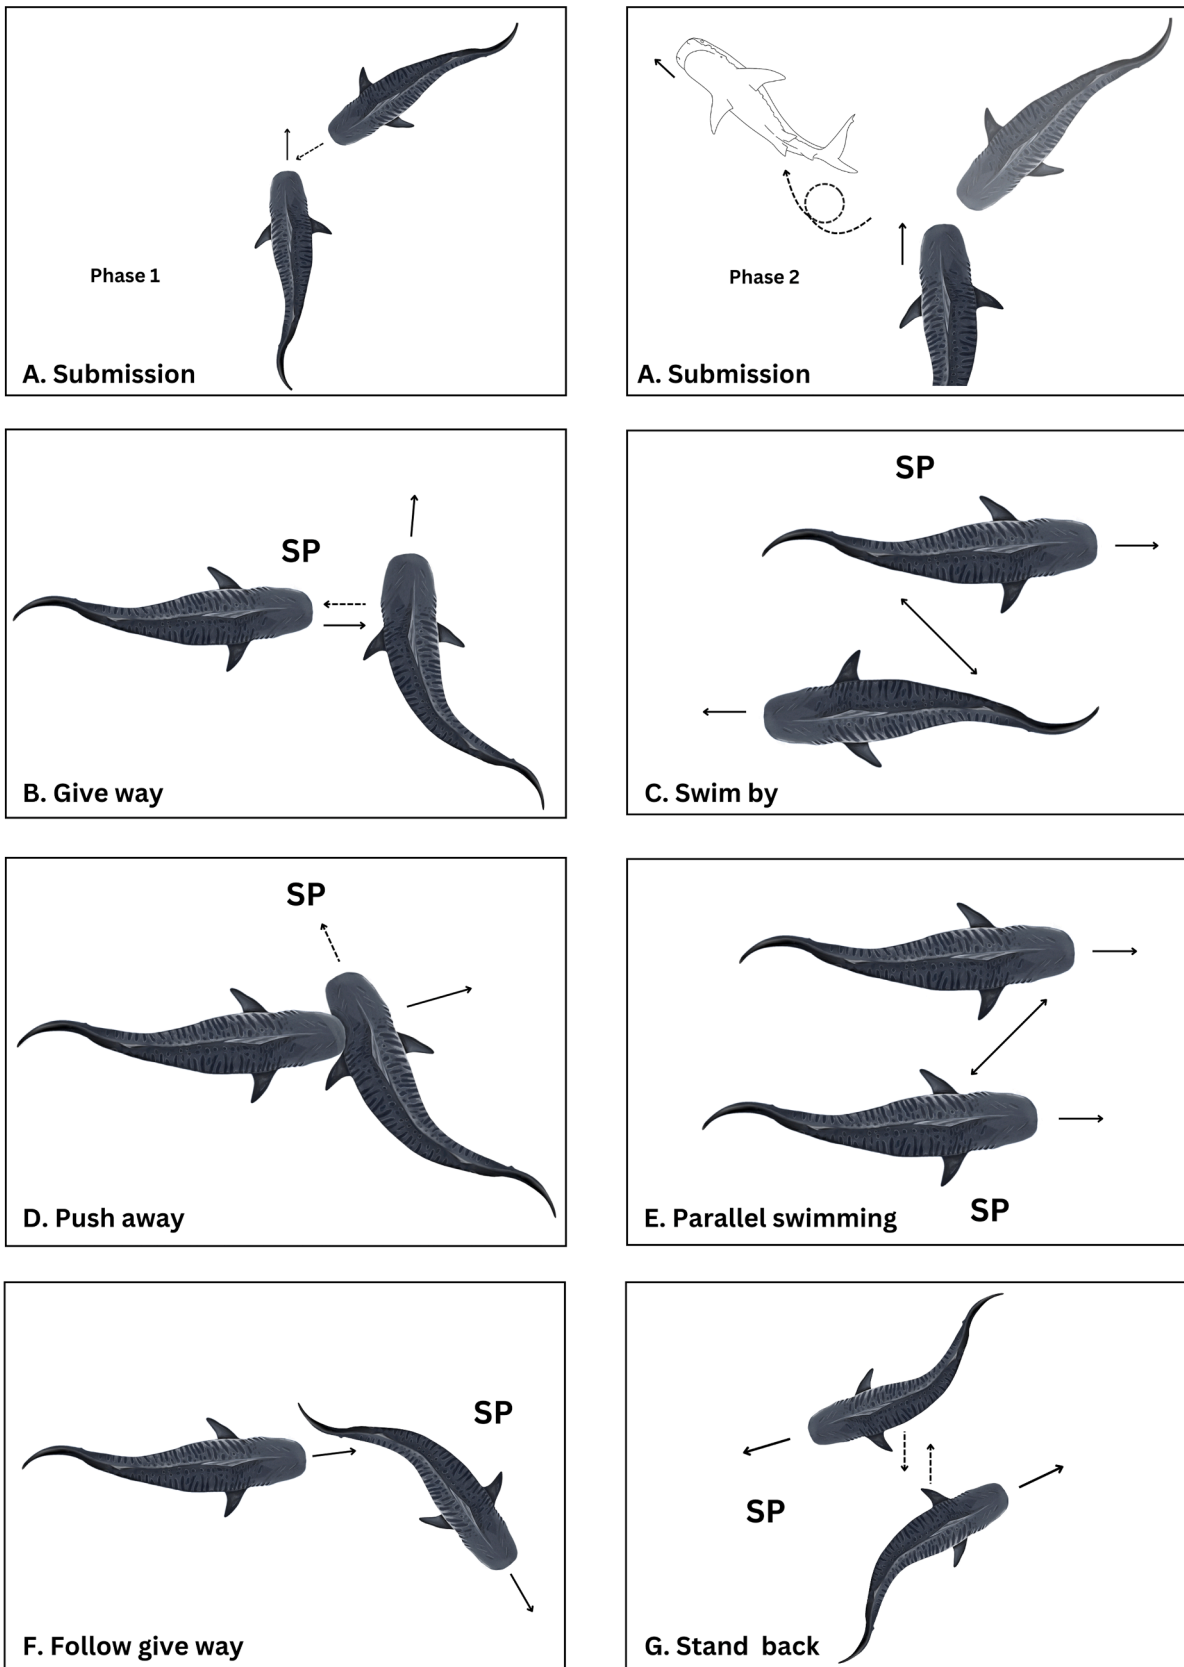 Phase 1
A. Submission
Phase 2
A. Submission
SP
B. Give way
SP
C. Swim by
SP
D. Push away
E. Parallel swimming
SP
SP
F. Follow give way
SP
G. Stand  back